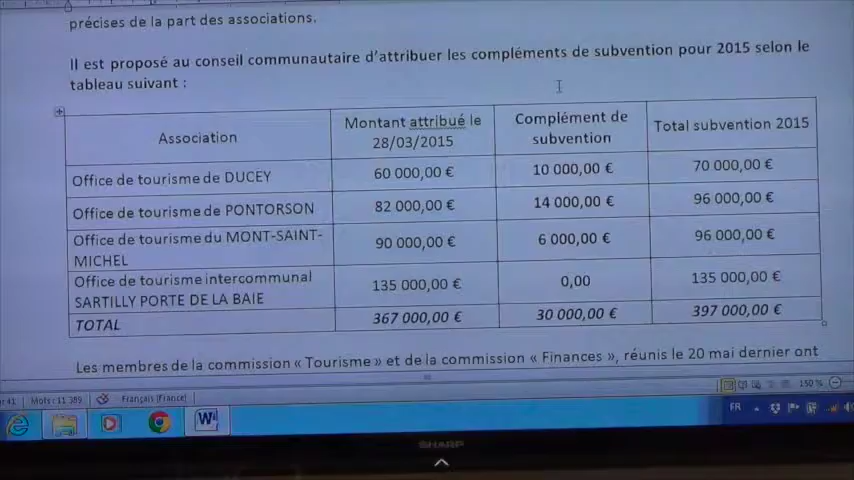 précises de la part des associations.
Il est proposé au conseil communautaire d'attribuer les compléments de subvention pour 2015 selon le
tableau suivant :
Association
Montant attribué le
28/03/2015
Complément de
subvention
Total subvention 2015
Office de tourisme de DUCEY
60 000,00 €
10 000,00 €
70 000,00 €
Office de tourisme de PONTORSON
82 000,00 €
14 000,00 €
96 000,00 €
Office de tourisme du MONT-SAINT-
MICHEL
90 000,00 €
6 000,00 €
96 000,00 €
Office de tourisme intercommunal
SARTILLY PORTE DE LA BAIE
135 000,00 €
0,00
135 000,00 €
TOTAL
367 000,00 €
30 000,00 €
397 000,00 €
Les membres de la commission « Tourisme » et de la commission « Finances », réunis le 20 mai dernier ont
41 Mots : 11 389 Français (France) 150 %
FR
SHARP